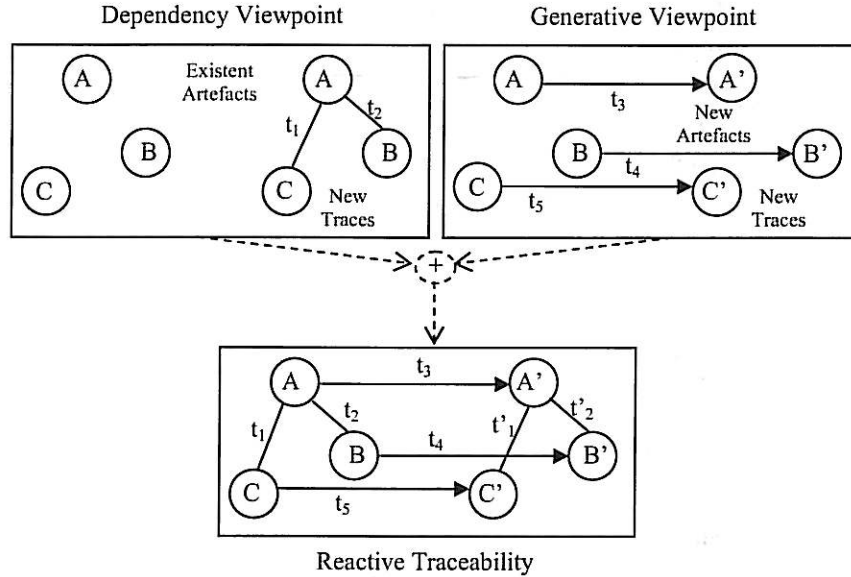 Dependency Viewpoint
Generative Viewpoint
A
Existent
Artefacts
A
t1
t2
B
B
C
C
New
Traces
A
t3
A'
New
Artefacts
B
t4
B'
C
t5
C'
New
Traces
+
A
t3
A'
t1
t2
t'1
t'2
B
t4
B'
C
t5
C'
Reactive Traceability